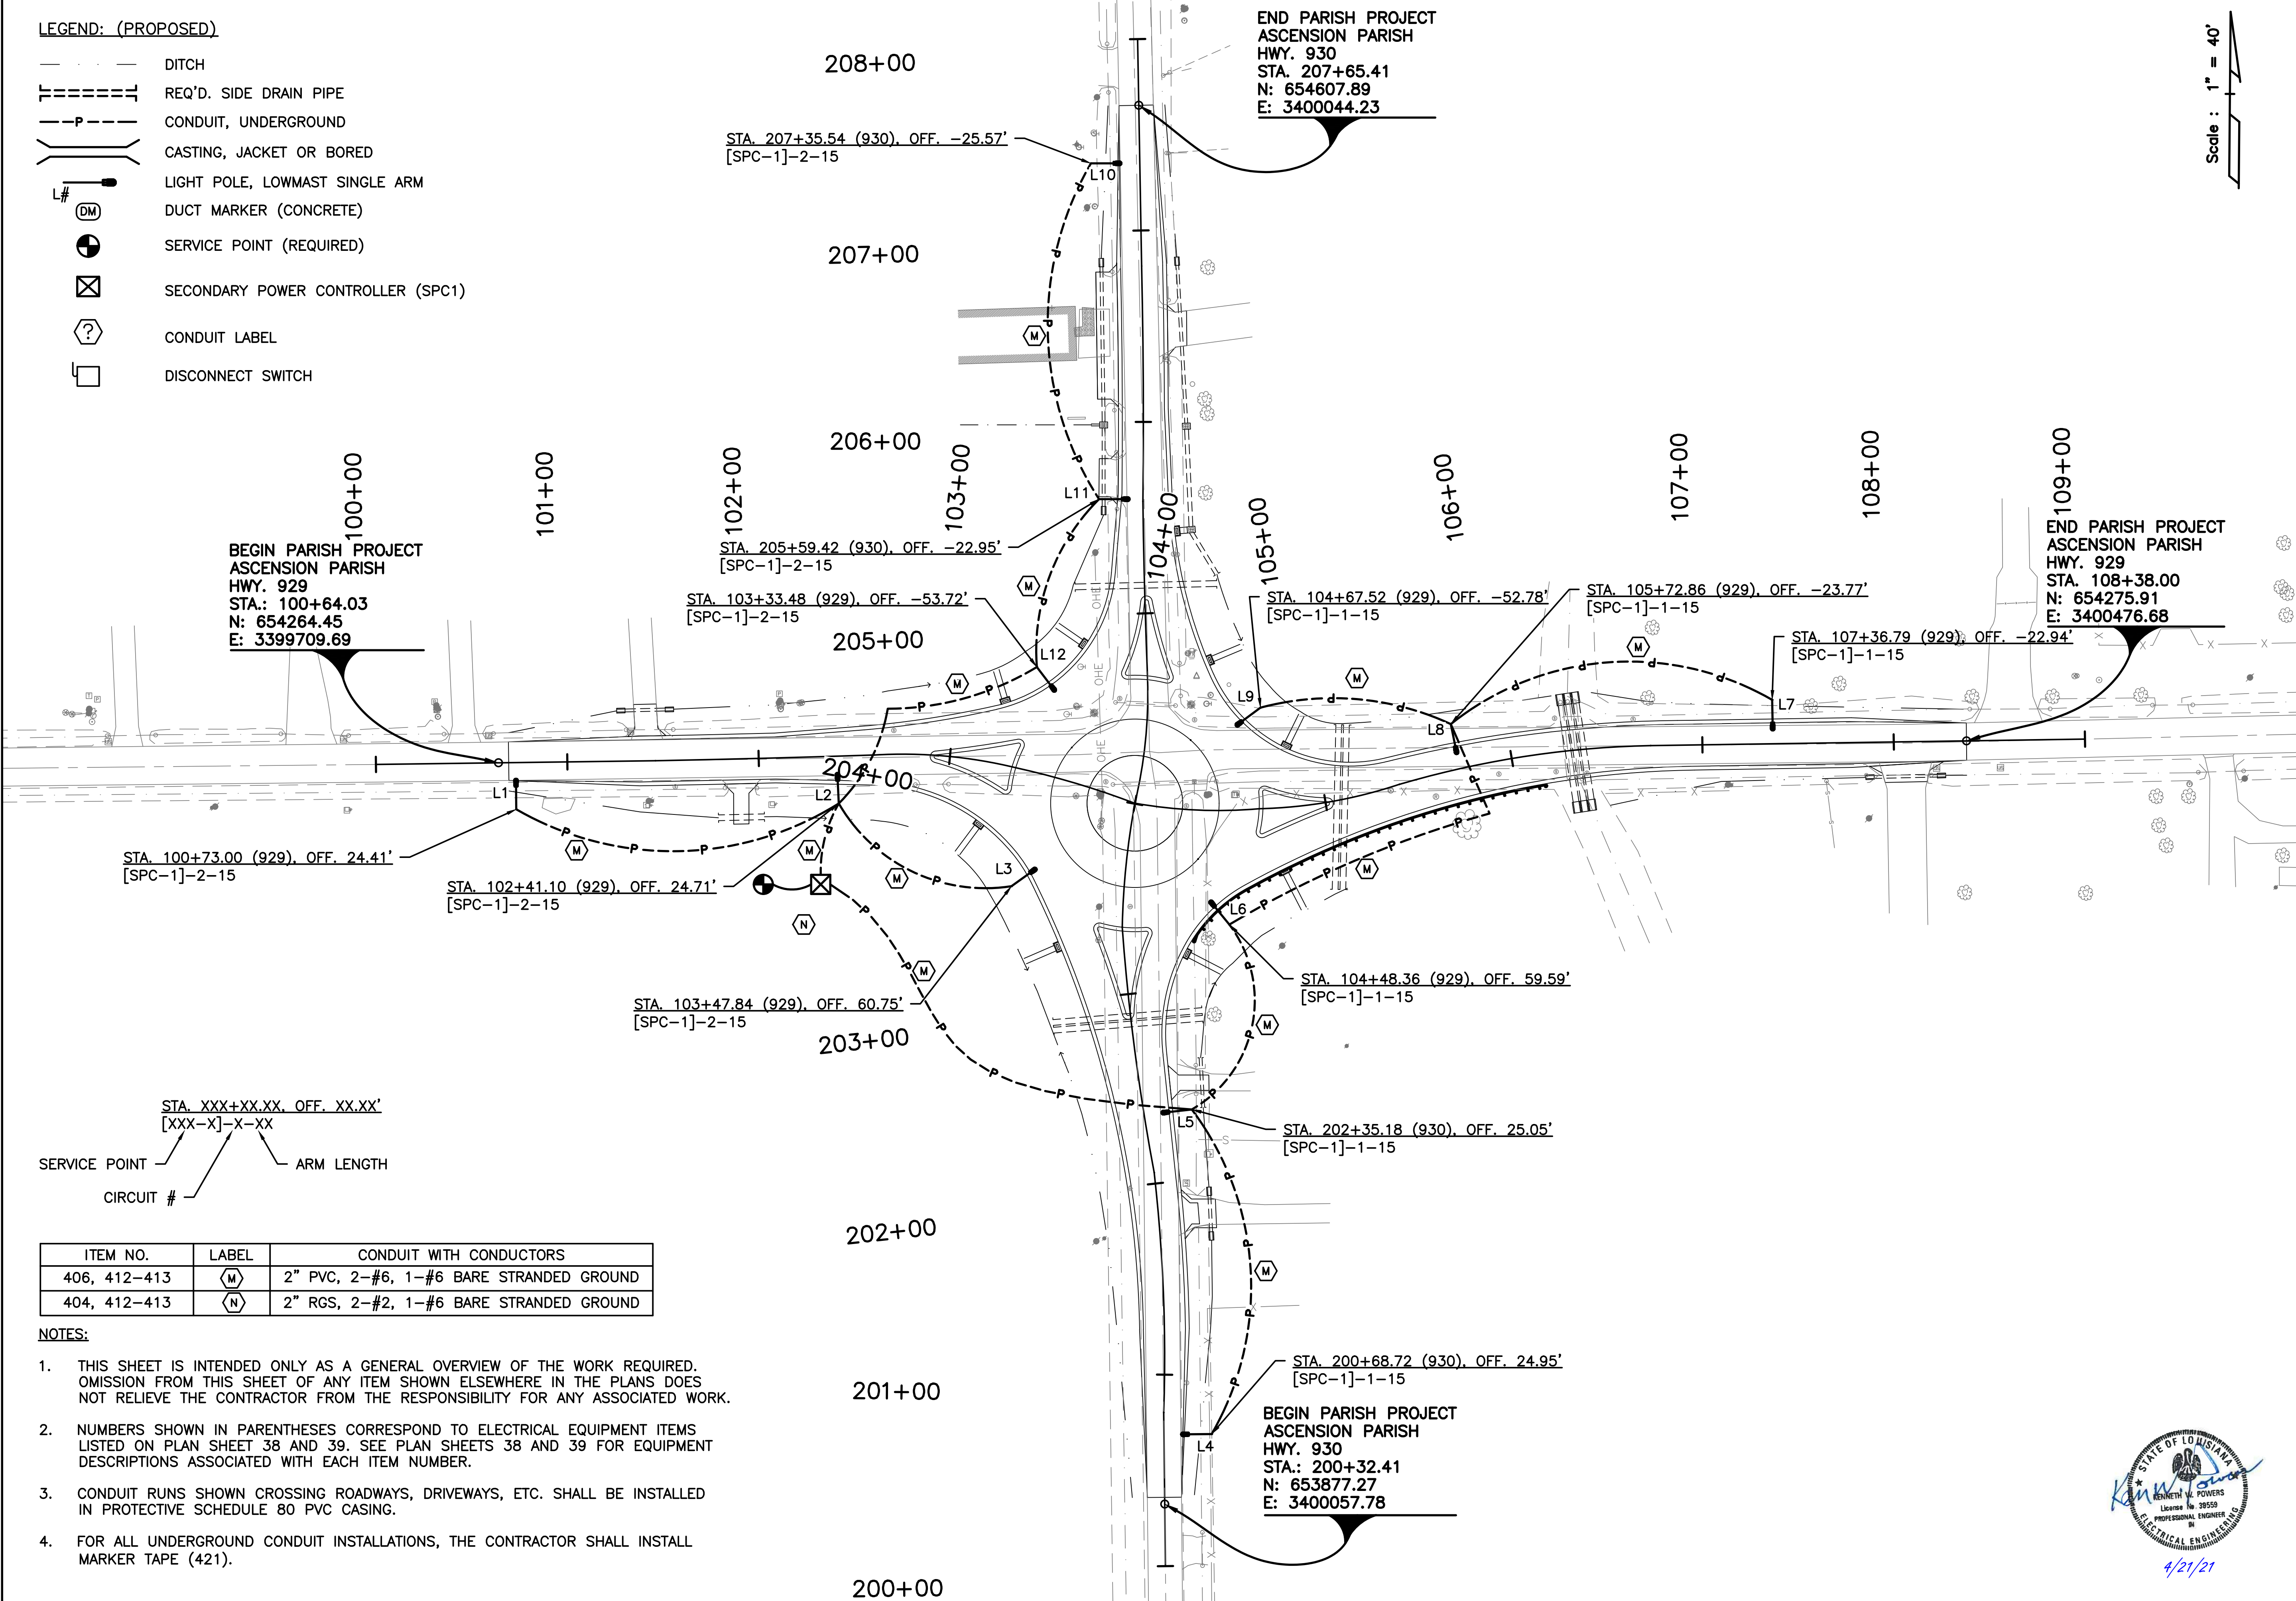 LEGEND: (PROPOSED)
DITCH
REQ'D. SIDE DRAIN PIPE
P
CONDUIT, UNDERGROUND
CASTING, JACKET OR BORED
L#
LIGHT POLE, LOWMAST SINGLE ARM
DM
DUCT MARKER (CONCRETE)
SERVICE POINT (REQUIRED)
SECONDARY POWER CONTROLLER (SPC1)
?
CONDUIT LABEL
DISCONNECT SWITCH
Scale : 1" = 40'
END PARISH PROJECT
ASCENSION PARISH
HWY. 930
STA. 207+65.41
N: 654607.89
E: 3400044.23
208+00
207+00
206+00
205+00
204+00
203+00
202+00
201+00
200+00
100+00
101+00
102+00
103+00
104+00
105+00
106+00
107+00
108+00
109+00
STA. 207+35.54 (930), OFF. -25.57'
[SPC-1]-2-15
L10
M
L11
STA. 205+59.42 (930), OFF. -22.95'
[SPC-1]-2-15
M
STA. 103+33.48 (929), OFF. -53.72'
[SPC-1]-2-15
L12
M
OHE
OHE
OHE
BEGIN PARISH PROJECT
ASCENSION PARISH
HWY. 929
STA.: 100+64.03
N: 654264.45
E: 3399709.69
STA. 104+67.52 (929), OFF. -52.78'
[SPC-1]-1-15
L9
M
STA. 105+72.86 (929), OFF. -23.77'
[SPC-1]-1-15
L8
M
STA. 107+36.79 (929), OFF. -22.94'
[SPC-1]-1-15
L7
END PARISH PROJECT
ASCENSION PARISH
HWY. 929
STA. 108+38.00
N: 654275.91
E: 3400476.68
L1
STA. 100+73.00 (929), OFF. 24.41'
[SPC-1]-2-15
M
L2
STA. 102+41.10 (929), OFF. 24.71'
[SPC-1]-2-15
M
M
N
L3
STA. 103+47.84 (929), OFF. 60.75'
[SPC-1]-2-15
M
M
L6
STA. 104+48.36 (929), OFF. 59.59'
[SPC-1]-1-15
M
L5
STA. 202+35.18 (930), OFF. 25.05'
[SPC-1]-1-15
M
STA. 200+68.72 (930), OFF. 24.95'
[SPC-1]-1-15
L4
BEGIN PARISH PROJECT
ASCENSION PARISH
HWY. 930
STA.: 200+32.41
N: 653877.27
E: 3400057.78
STA. XXX+XX.XX, OFF. XX.XX'
[XXX-X]-X-XX
SERVICE POINT
ARM LENGTH
CIRCUIT #
ITEM NO. LABEL CONDUIT WITH CONDUCTORS
406, 412-413 M 2" PVC, 2-#6, 1-#6 BARE STRANDED GROUND
404, 412-413 N 2" RGS, 2-#2, 1-#6 BARE STRANDED GROUND
NOTES:
1. THIS SHEET IS INTENDED ONLY AS A GENERAL OVERVIEW OF THE WORK REQUIRED.
OMISSION FROM THIS SHEET OF ANY ITEM SHOWN ELSEWHERE IN THE PLANS DOES
NOT RELIEVE THE CONTRACTOR FROM THE RESPONSIBILITY FOR ANY ASSOCIATED WORK.
2. NUMBERS SHOWN IN PARENTHESES CORRESPOND TO ELECTRICAL EQUIPMENT ITEMS
LISTED ON PLAN SHEET 38 AND 39. SEE PLAN SHEETS 38 AND 39 FOR EQUIPMENT
DESCRIPTIONS ASSOCIATED WITH EACH ITEM NUMBER.
3. CONDUIT RUNS SHOWN CROSSING ROADWAYS, DRIVEWAYS, ETC. SHALL BE INSTALLED
IN PROTECTIVE SCHEDULE 80 PVC CASING.
4. FOR ALL UNDERGROUND CONDUIT INSTALLATIONS, THE CONTRACTOR SHALL INSTALL
MARKER TAPE (421).
STATE OF LOUISIANA
KENNETH W. POWERS
License No. 39559
PROFESSIONAL ENGINEER
IN
ELECTRICAL ENGINEERING
4/21/21